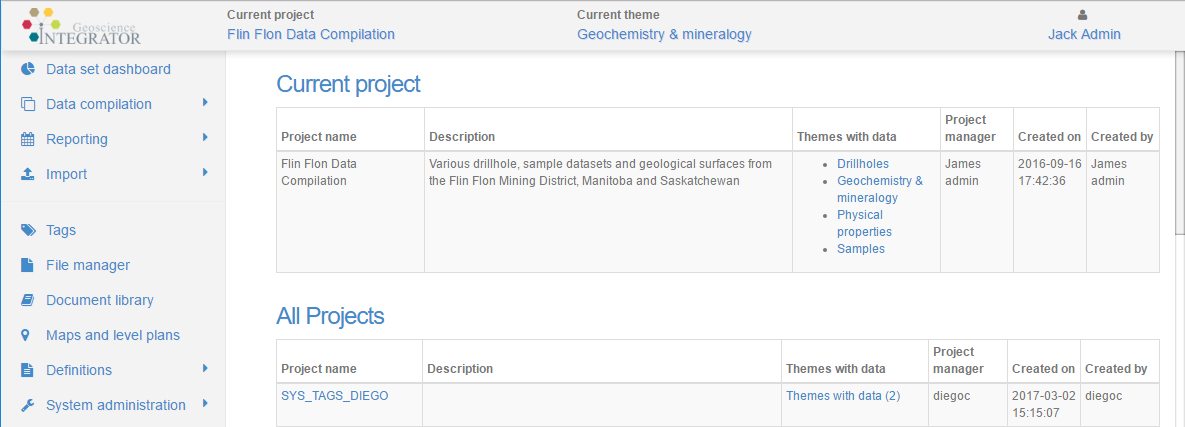 Geoscience
INTEGRATOR
Current project
Flin Flon Data Compilation
Current theme
Geochemistry & mineralogy
Jack Admin
Data set dashboard
Data compilation
Reporting
Import
Tags
File manager
Document library
Maps and level plans
Definitions
System administration
Current project
Project name
Description
Themes with data
Project
manager
Created on
Created by
Flin Flon Data
Compilation
Various drillhole, sample datasets and geological surfaces from
the Flin Flon Mining District, Manitoba and Saskatchewan
• Drillholes
• Geochemistry &
mineralogy
• Physical
properties
• Samples
James
admin
2016-09-16
17:42:36
James
admin
All Projects
Project name
Description
Themes with data
Project
manager
Created on
Created by
SYS_TAGS_DIEGO
Themes with data (2)
diegoc
2017-03-02
15:15:07
diegoc